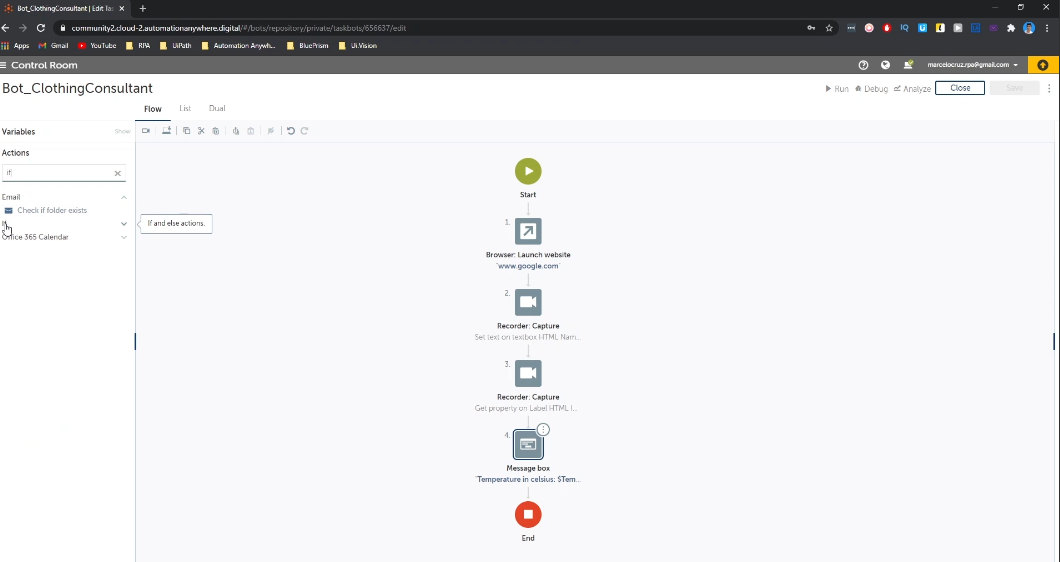 Bot_ClothingConsultant | Edit Tas
community2.cloud-2.automationanywhere.digital/#/bots/repository/private/taskbots/656637/edit
Apps
Gmail
YouTube
RPA
UiPath
Automation Anywh...
BluePrism
Ui.Vision
Control Room
marcelocruz.rpa@gmail.com
Bot_ClothingConsultant
Run
Debug
Analyze
Close
Save
Flow
List
Dual
Variables
Show
Actions
if
Email
Check if folder exists
If and else actions.
Office 365 Calendar
Start
1.
Browser: Launch website
"www.google.com"
2.
Recorder: Capture
Set text on textbox HTML Nam...
3.
Recorder: Capture
Get property on Label HTML I...
4.
Message box
"Temperature in celsius: $Tem...
End